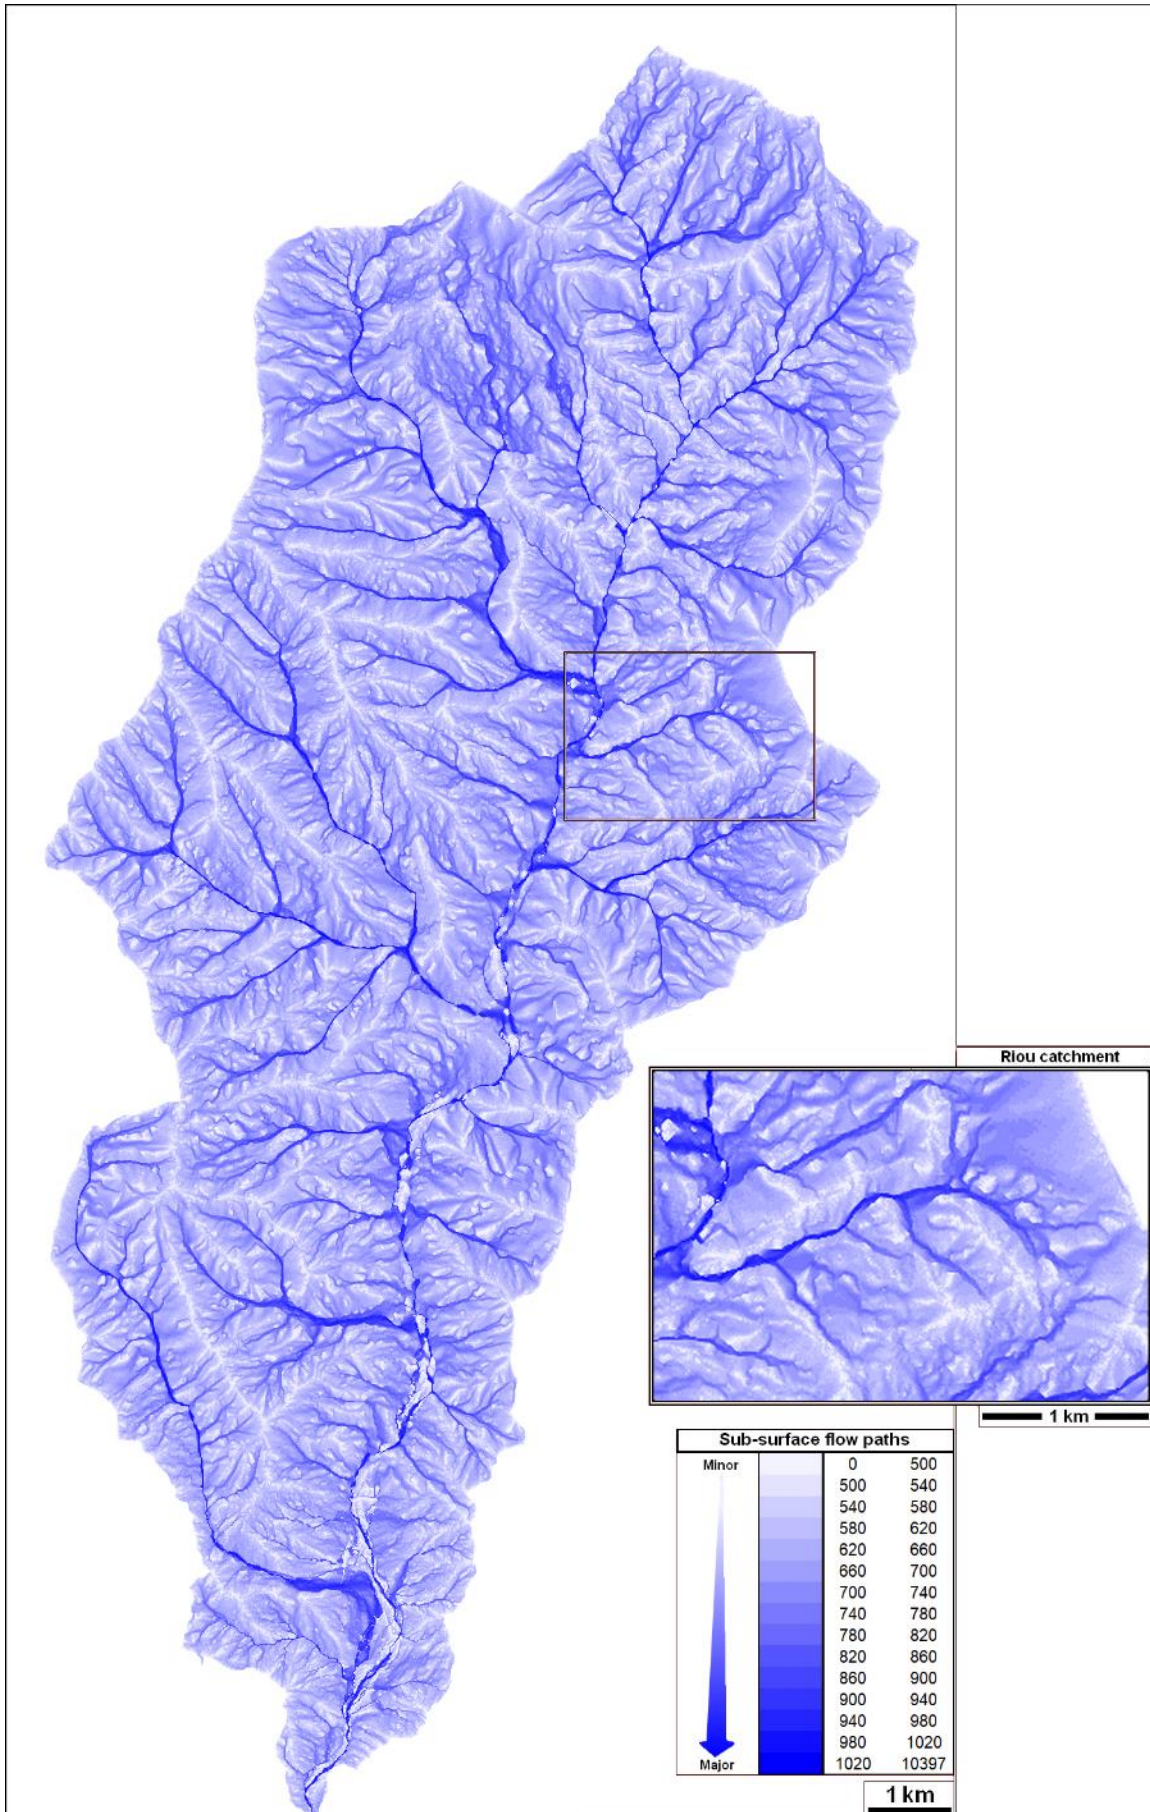 Riou catchment
1 km
Sub-surface flow paths
Minor 0 500
500 540
540 580
580 620
620 660
660 700
700 740
740 780
780 820
820 860
860 900
900 940
940 980
980 1020
Major 1020 10397
1 km